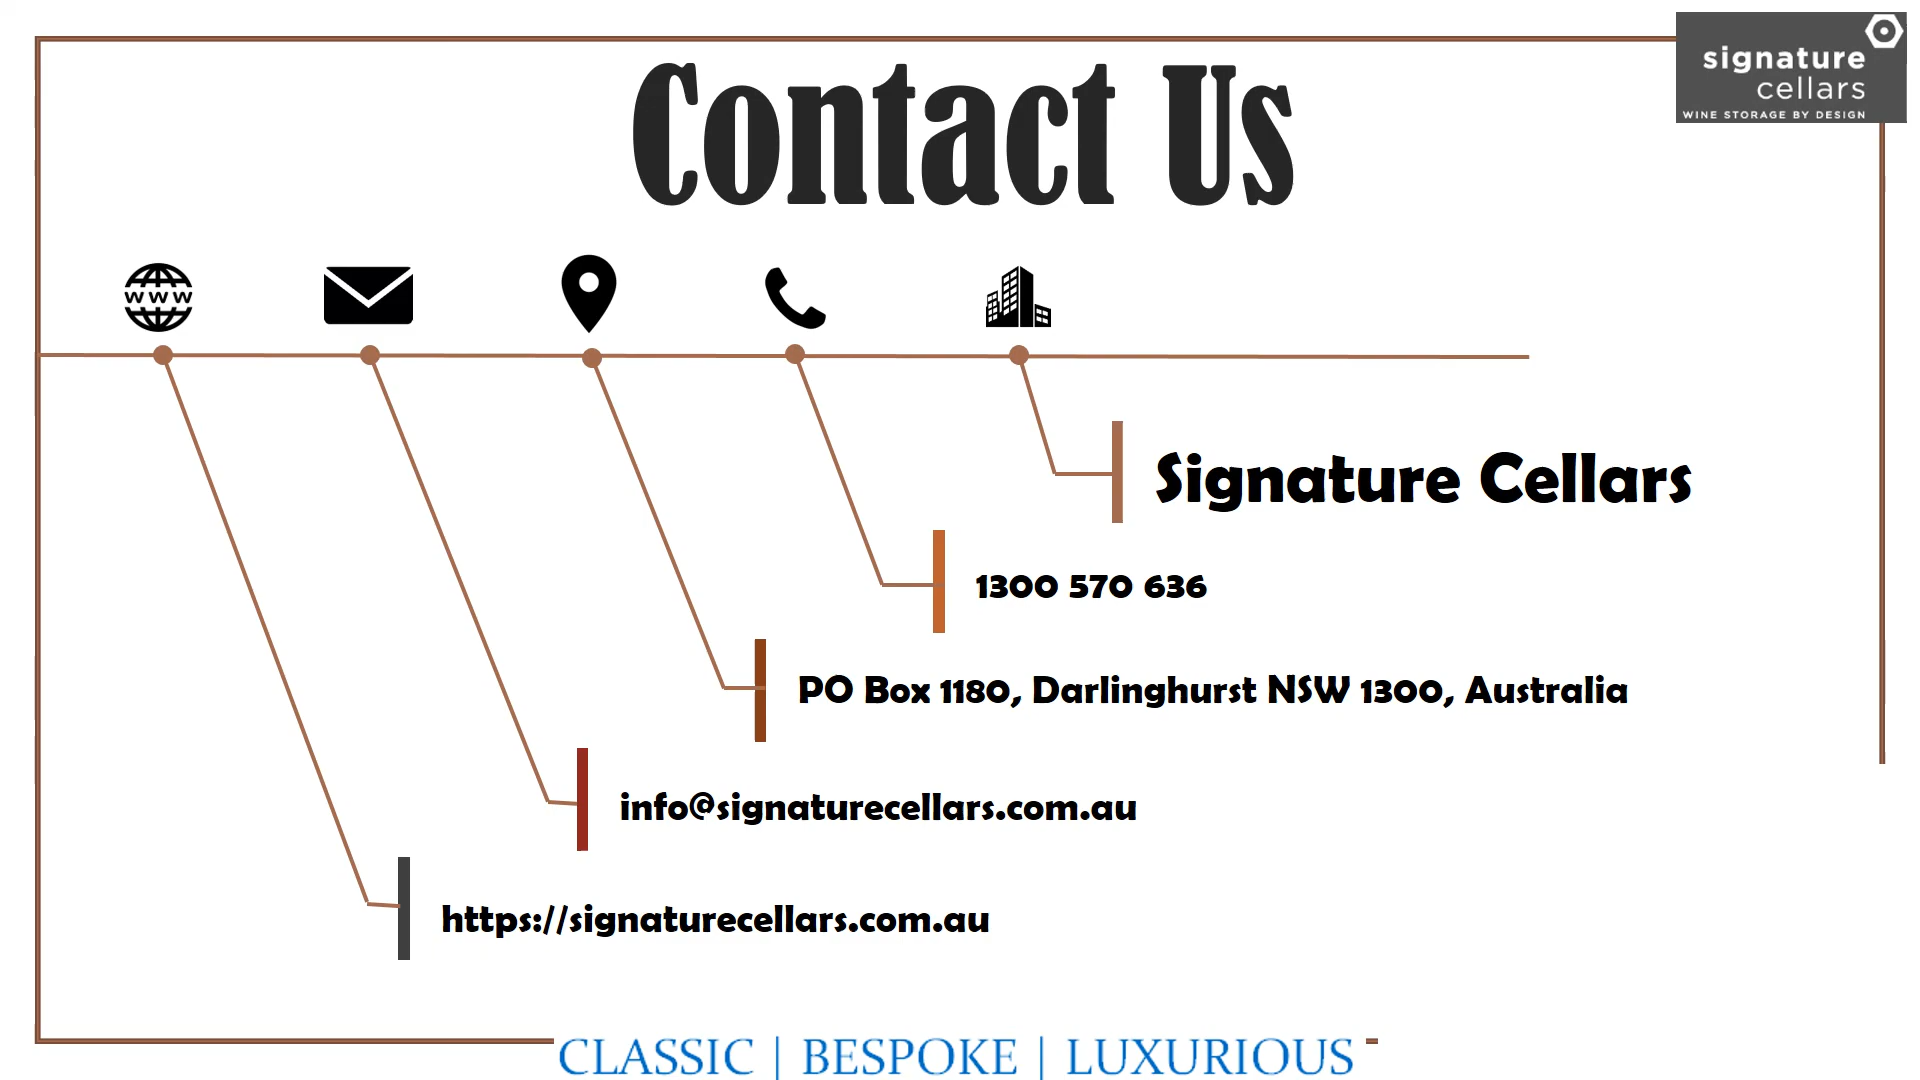 signature
cellars
WINE STORAGE BY DESIGN
Contact Us
WWW
Signature Cellars
1300 570 636
PO Box 1180, Darlinghurst NSW 1300, Australia
info@signaturecellars.com.au
https://signaturecellars.com.au
CLASSIC | BESPOKE | LUXURIOUS